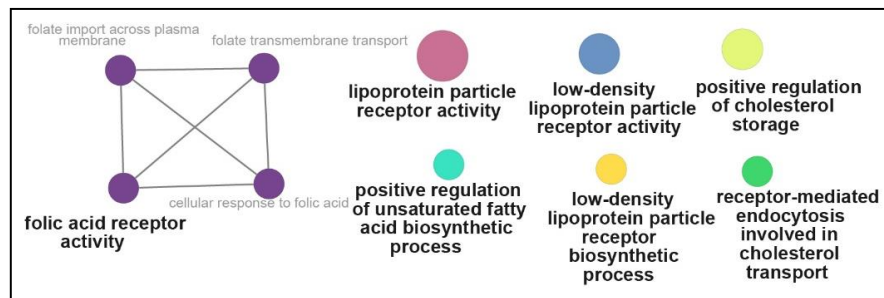 folate import across plasma
membrane
folate transmembrane transport
lipoprotein particle
receptor activity
low-density
lipoprotein particle
receptor activity
positive regulation
of cholesterol
storage
folic acid receptor
activity
cellular response to folic acid
positive regulation
of unsaturated fatty
acid biosynthetic
process
low-density
lipoprotein particle
receptor
biosynthetic
process
receptor-mediated
endocytosis
involved in
cholesterol
transport